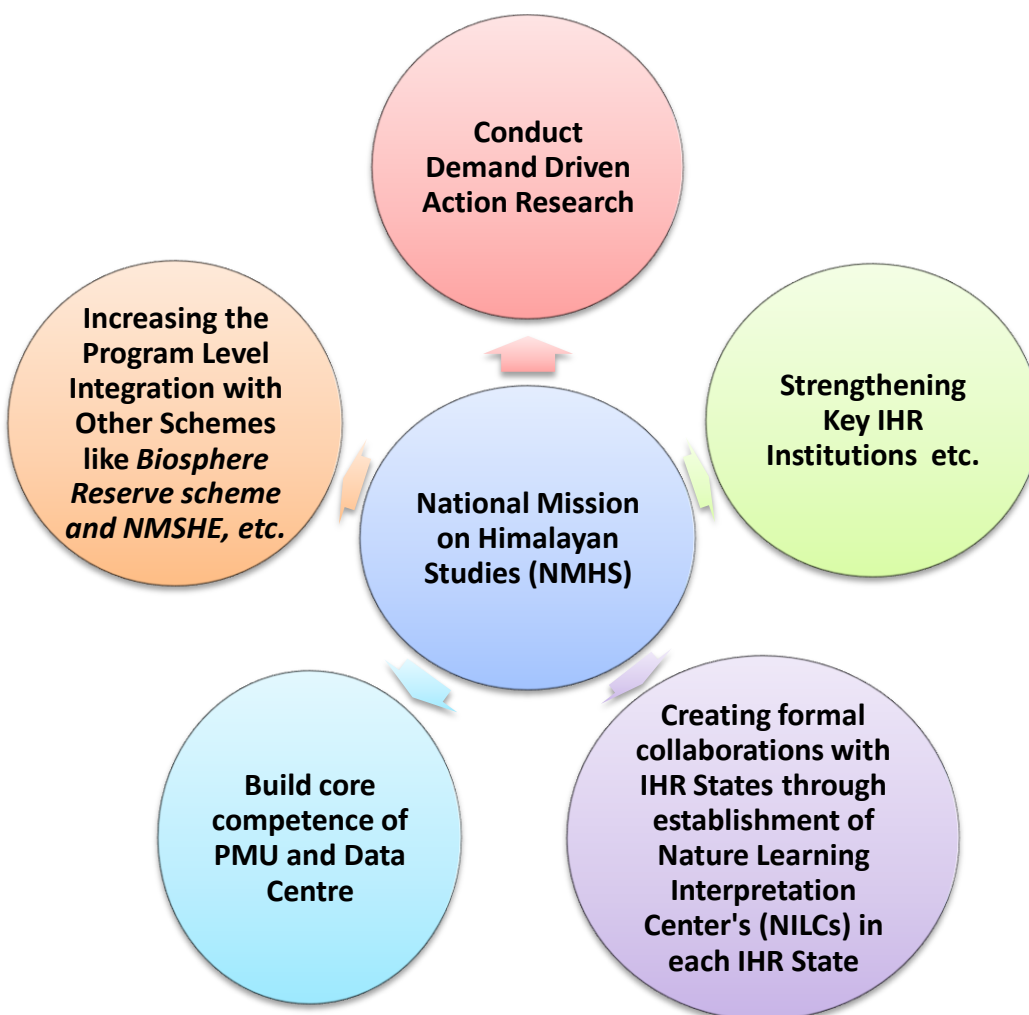 Conduct
Demand Driven
Action Research
Increasing the
Program Level
Integration with
Other Schemes
like Biosphere
Reserve scheme
and NMSHE, etc.
Strengthening
Key IHR
Institutions etc.
National Mission
on Himalayan
Studies (NMHS)
Build core
competence of
PMU and Data
Centre
Creating formal
collaborations with
IHR States through
establishment of
Nature Learning
Interpretation
Center's (NILCs) in
each IHR State